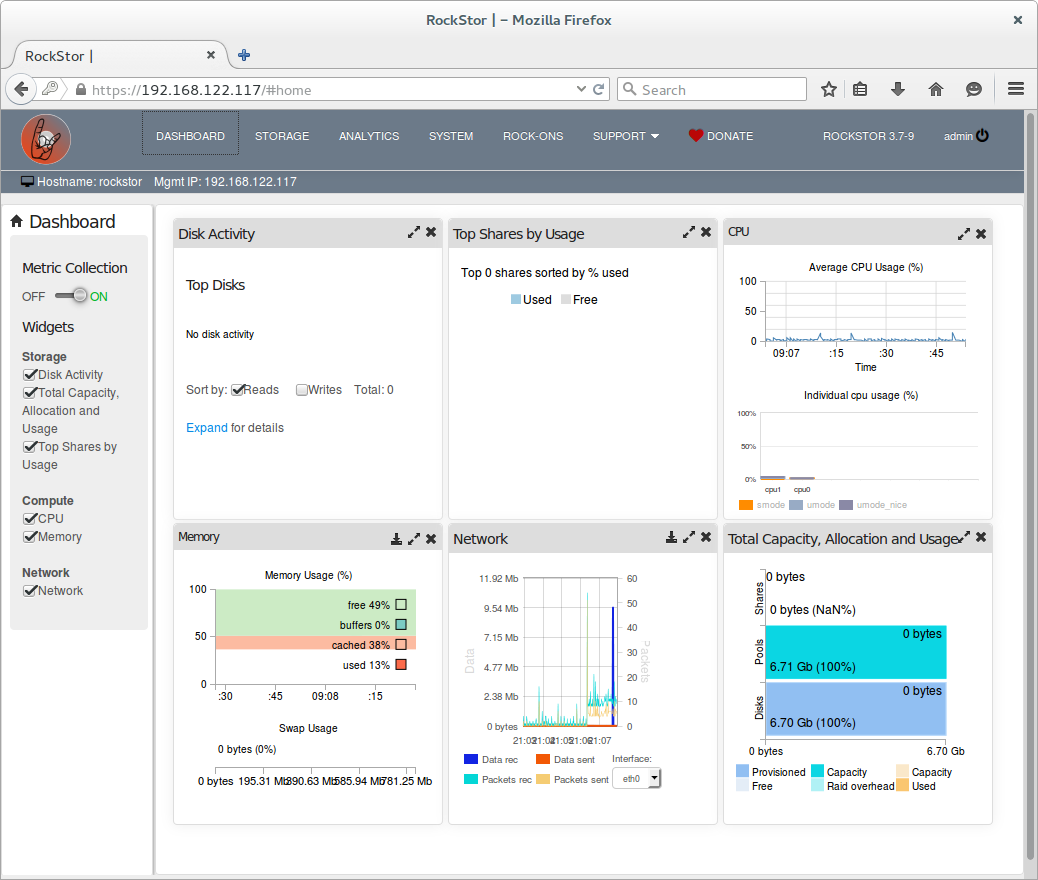 RockStor | – Mozilla Firefox
RockStor |
https://192.168.122.117/#home
Search
DASHBOARD STORAGE ANALYTICS SYSTEM ROCK-ONS SUPPORT DONATE ROCKSTOR 3.7-9 admin
Hostname: rockstor Mgmt IP: 192.168.122.117
Dashboard
Metric Collection
OFF ON
Widgets
Storage
Disk Activity
Total Capacity,
Allocation and
Usage
Top Shares by
Usage
Compute
CPU
Memory
Network
Network
Disk Activity
Top Disks
No disk activity
Sort by: Reads Writes Total: 0
Expand for details
Top Shares by Usage
Top 0 shares sorted by % used
Used Free
CPU
Average CPU Usage (%)
100
50
0
09:07 :15 :30 :45
Time
Individual cpu usage (%)
100%
50%
0%
cpu1 cpu0
smode umode umode_nice
Memory
Memory Usage (%)
100
free 49%
buffers 0%
50
cached 38%
used 13%
0
:30 :45 09:08 :15
Swap Usage
0 bytes (0%)
0 bytes 195.31 Mb 390.63 Mb 585.94 Mb 781.25 Mb
Network
11.92 Mb 60
9.54 Mb 50
7.15 Mb 40
Data Packets
4.77 Mb 30
20
2.38 Mb 10
0 bytes 0
21:03 21:04 21:05 21:06 21:07
Data rec Data sent Interface:
Packets rec Packets sent eth0
Total Capacity, Allocation and Usage
Shares
0 bytes
0 bytes (NaN%)
Pools
0 bytes
6.71 Gb (100%)
Disks
0 bytes
6.70 Gb (100%)
0 bytes 6.70 Gb
Provisioned Capacity Capacity
Free Raid overhead Used